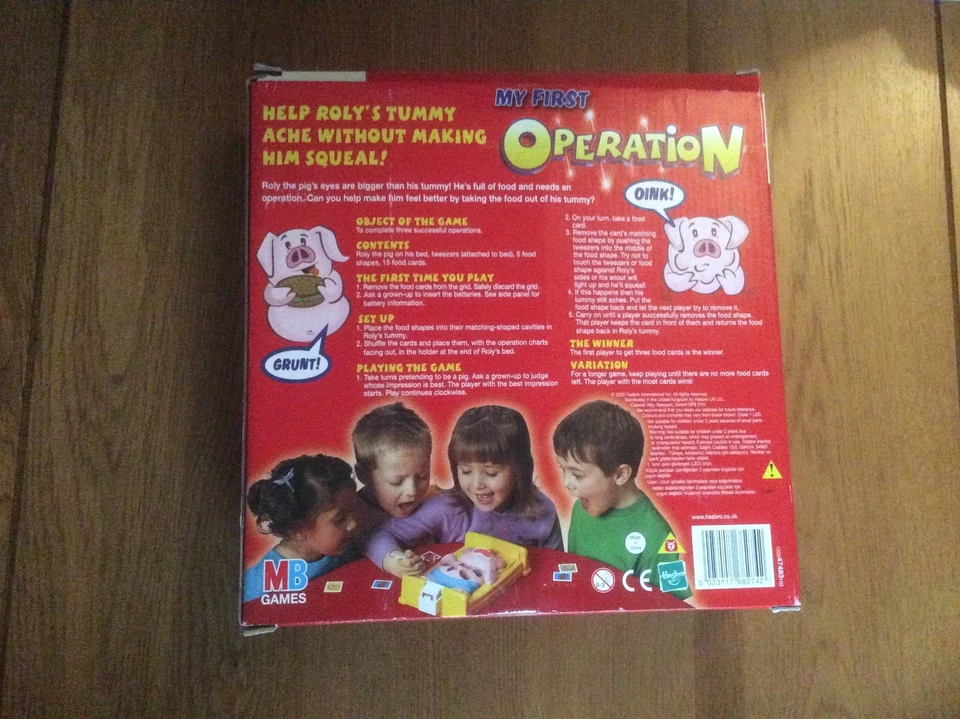 MY FIRST
OPERATION
HELP ROLY'S TUMMY
ACHE WITHOUT MAKING
HIM SQUEAL!
Roly the pig's eyes are bigger than his tummy! He's full of food and needs an
operation. Can you help make him feel better by taking the food out of his tummy?
OINK!
GRUNT!
OBJECT OF THE GAME
To complete three successful operations.
CONTENTS
Roly the pig on his bed, tweezers (attached to bed), 5 food
shapes, 15 food cards.
THE FIRST TIME YOU PLAY
1. Remove the food cards from the grid. Safely discard the grid.
2. Ask a grown-up to insert the batteries. See side panel for
battery information.
SET UP
1. Place the food shapes into their matching-shaped cavities in
Roly's tummy.
2. Shuffle the cards and place them, with the operation charts
facing out, in the holder at the end of Roly's bed.
PLAYING THE GAME
1. Take turns pretending to be a pig. Ask a grown-up to judge
whose impression is best. The player with the best impression
starts. Play continues clockwise.
2. On your turn, take a food
card.
3. Remove the card's matching
food shape by pushing the
tweezers into the middle of
the food shape. Try not to
touch the tweezers or food
shape against Roly's
sides or his snout will
light up and he'll squeal!
4. If this happens then his
tummy still aches. Put the
food shape back and let the next player try to remove it.
5. Carry on until a player successfully removes the food shape.
That player keeps the card in front of them and returns the food
shape back in Roly's tummy.
THE WINNER
The first player to get three food cards is the winner.
VARIATION
For a longer game, keep playing until there are no more food cards
left. The player with the most cards wins!
www.hasbro.co.uk
Made in China
MB
GAMES
0-3
CE
Hasbro
5 023117 682742